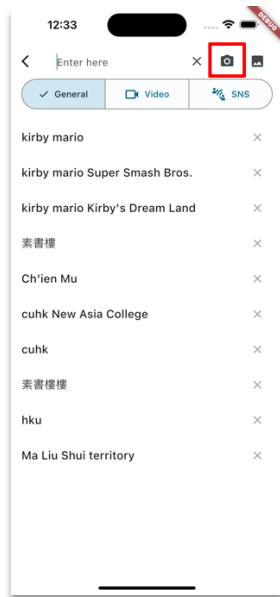 12:33
DEBUG
Enter here
General Video SNS
kirby mario
kirby mario Super Smash Bros.
kirby mario Kirby's Dream Land
素書樓
Ch'ien Mu
cuhk New Asia College
cuhk
素書樓樓
hku
Ma Liu Shui territory